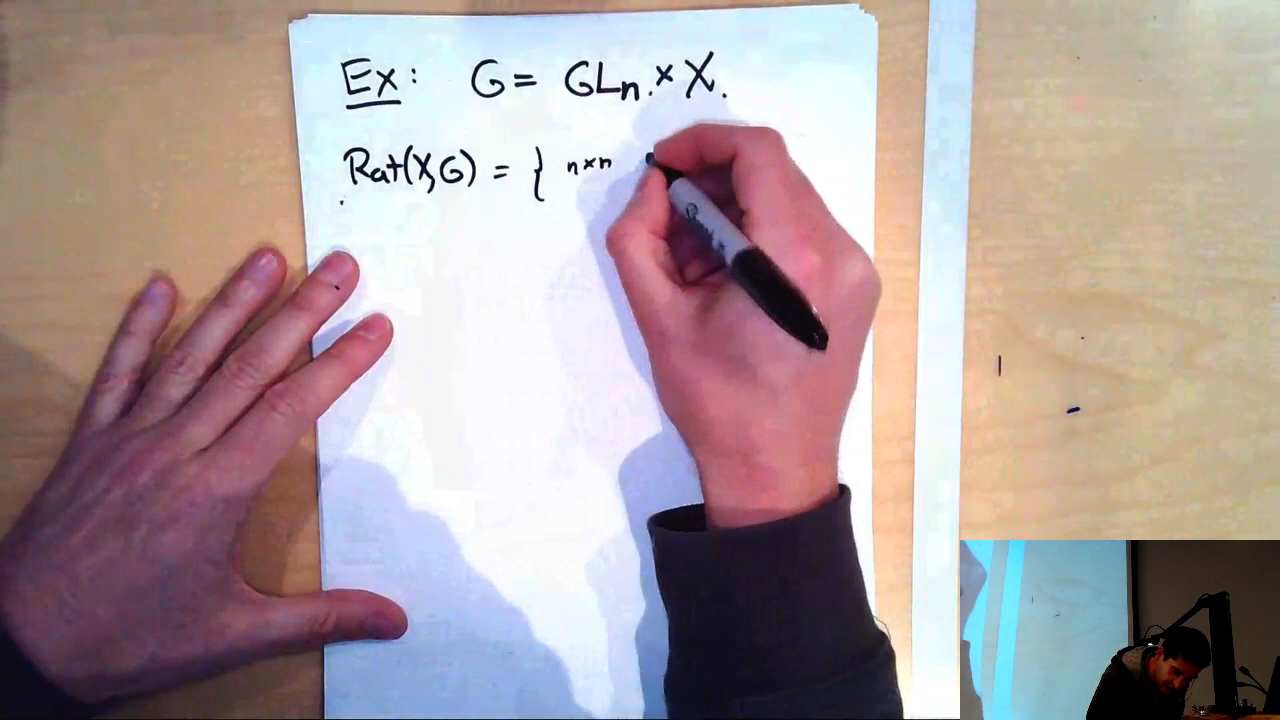 Ex: G = GLn × X.
Rat(X,G) = { n×n